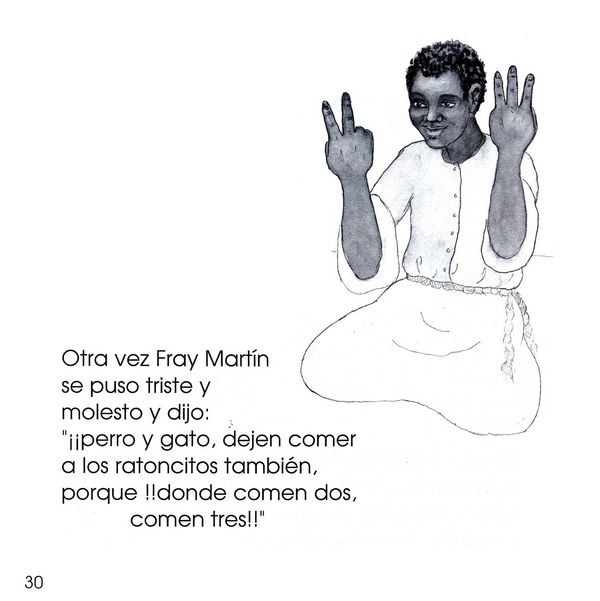 Otra vez Fray Martín
se puso triste y
molesto y dijo:
"¡¡perro y gato, dejen comer
a los ratoncitos también,
porque !!donde comen dos,
comen tres!!"
30